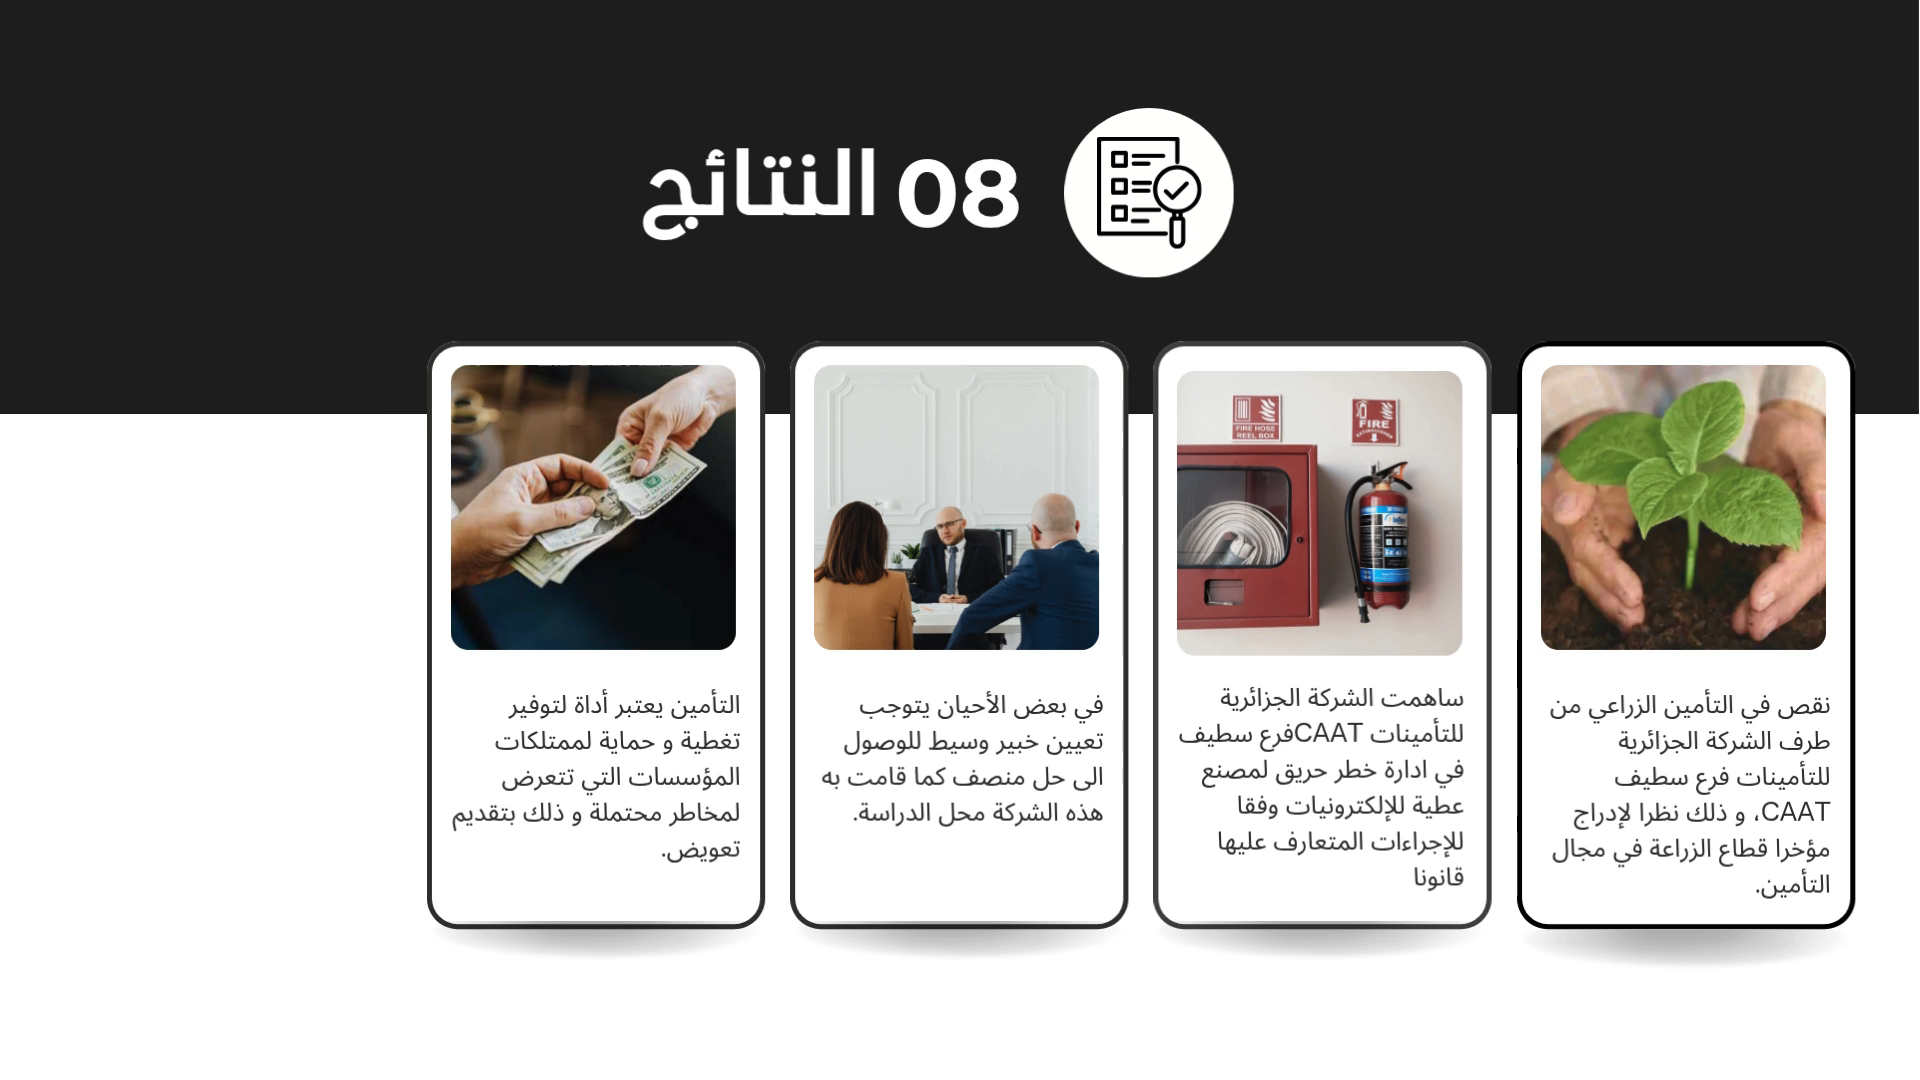 08 النتائج
FIRE HOSE
REEL BOX
FIRE
نقص في التأمين الزراعي من
طرف الشركة الجزائرية
للتأمينات فرع سطيف
CAAT، و ذلك نظرا لإدراج
مؤخرا قطاع الزراعة في مجال
التأمين.
ساهمت الشركة الجزائرية
للتأمينات CAATفرع سطيف
في ادارة خطر حريق لمصنع
عطية للإلكترونيات وفقا
للإجراءات المتعارف عليها
قانونا
في بعض الأحيان يتوجب
تعيين خبير وسيط للوصول
الى حل منصف كما قامت به
هذه الشركة محل الدراسة.
التأمين يعتبر أداة لتوفير
تغطية و حماية لممتلكات
المؤسسات التي تتعرض
لمخاطر محتملة و ذلك بتقديم
تعويض.